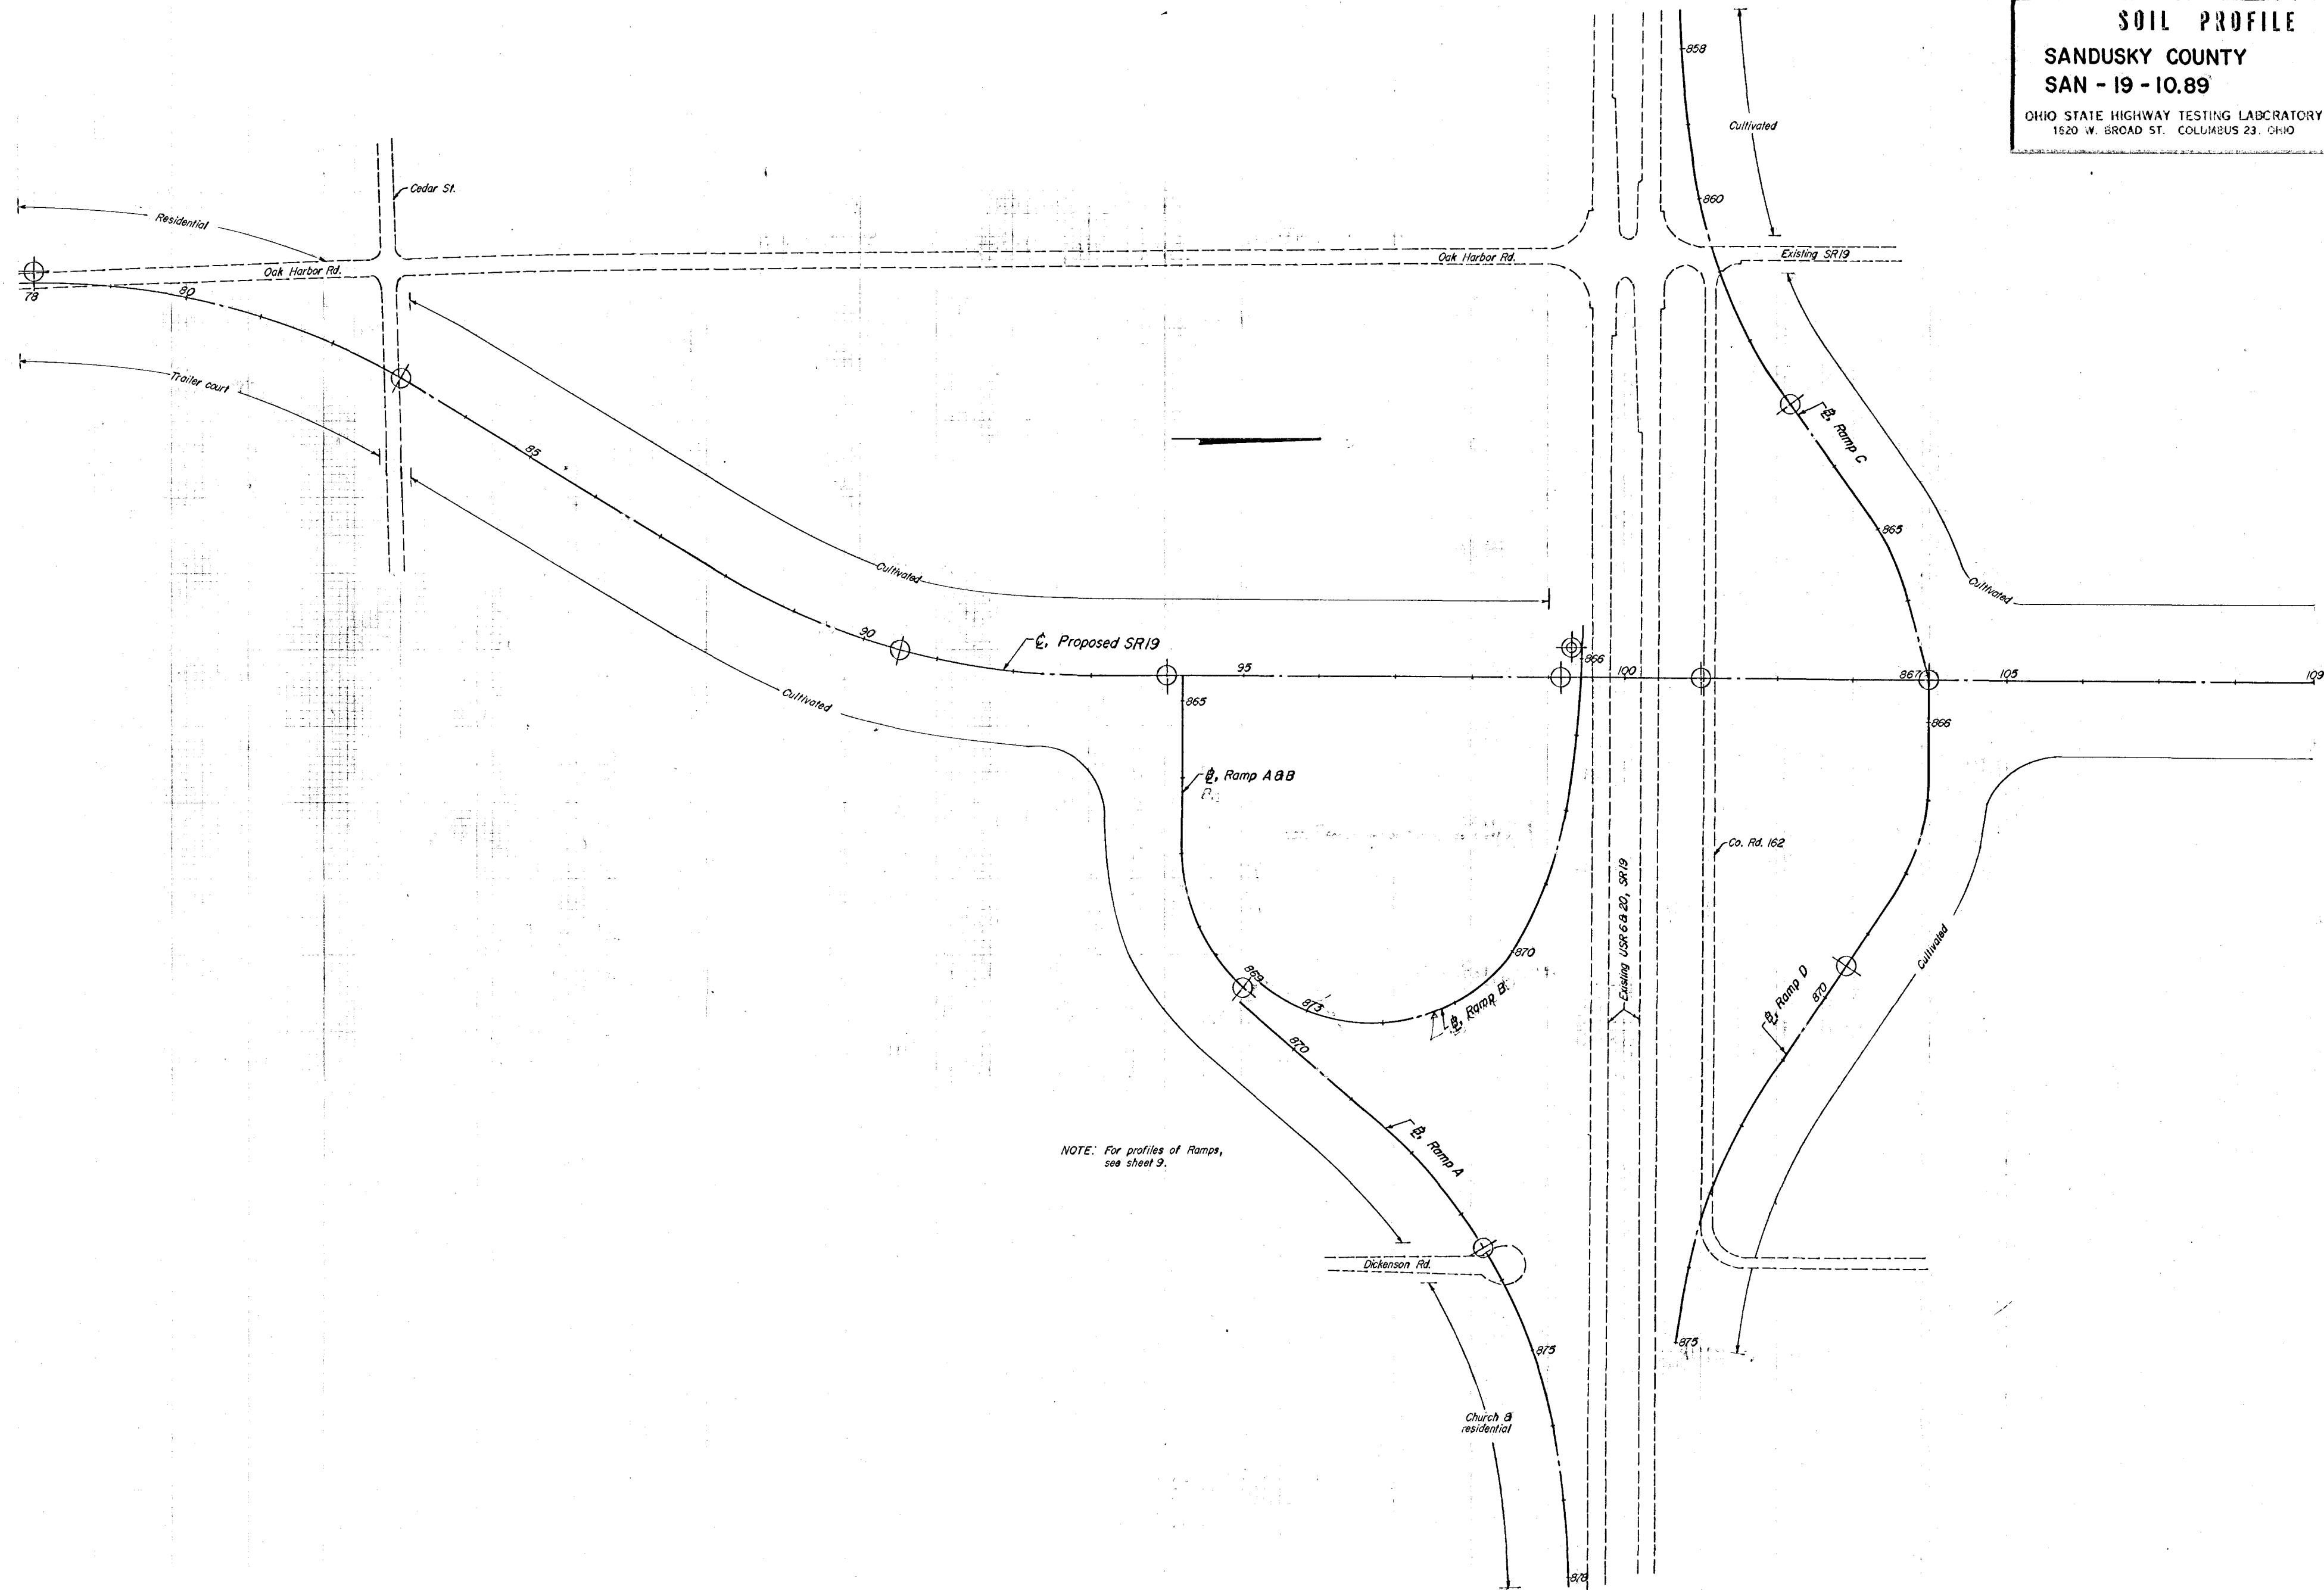 SOIL PROFILE
SANDUSKY COUNTY
SAN - 19 - 10.89
OHIO STATE HIGHWAY TESTING LABORATORY
1620 W. BROAD ST. COLUMBUS 23, OHIO
858
Cultivated
860
Cedar St.
Residential
Oak Harbor Rd.
Oak Harbor Rd.
Existing SR19
78
80
Trailer court
85
℄, Ramp C
865
Cultivated
Cultivated
90
℄, Proposed SR19
95
866
100
867
105
109
Cultivated
865
866
℄, Ramp A&B
Co. Rd. 162
Existing USR 6 & 20, SR19
Cultivated
870
869
875
℄, Ramp B
870
℄, Ramp D
870
℄, Ramp A
NOTE: For profiles of Ramps,
see sheet 9.
Dickenson Rd.
875
875
Church &
residential
878